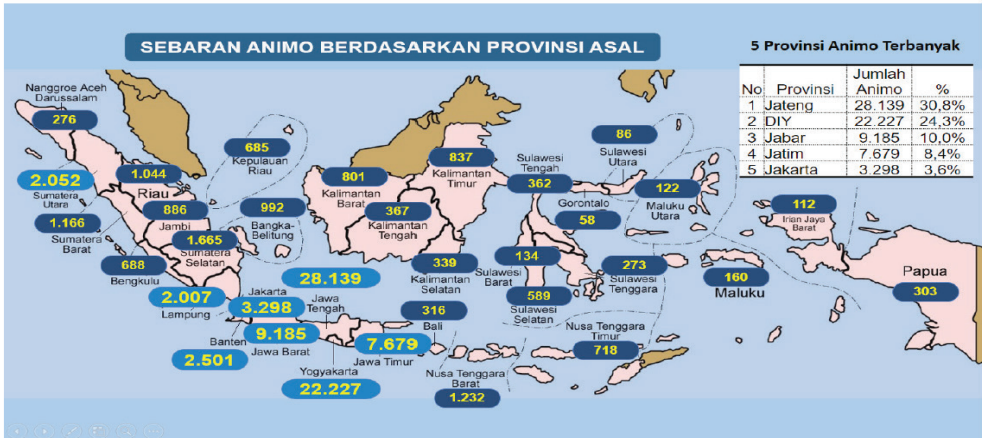 SEBARAN ANIMO BERDASARKAN PROVINSI ASAL
5 Provinsi Animo Terbanyak
No Provinsi Jumlah Animo %
1 Jateng 28.139 30,8%
2 DIY 22.227 24,3%
3 Jabar 9.185 10,0%
4 Jatim 7.679 8,4%
5 Jakarta 3.298 3,6%
Nanggroe Aceh
Darussalam
276
2.052
Sumatera
Utara
1.044
Riau
685
Kepulauan
Riau
1.166
Sumatera
Barat
886
Jambi
992
Bangka-
Belitung
1.665
Sumatera
Selatan
688
Bengkulu
2.007
Lampung
Jakarta
3.298
Banten
2.501
9.185
Jawa Barat
28.139
Jawa
Tengah
Yogyakarta
22.227
7.679
Jawa Timur
316
Bali
Nusa Tenggara
Barat
1.232
Nusa Tenggara
Timur
718
801
Kalimantan
Barat
837
Kalimantan
Timur
367
Kalimantan
Tengah
339
Kalimantan
Selatan
Sulawesi
Tengah
362
86
Sulawesi
Utara
Gorontalo
58
134
Sulawesi
Barat
589
Sulawesi
Selatan
273
Sulawesi
Tenggara
122
Maluku
Utara
160
Maluku
112
Irian Jaya
Barat
Papua
303